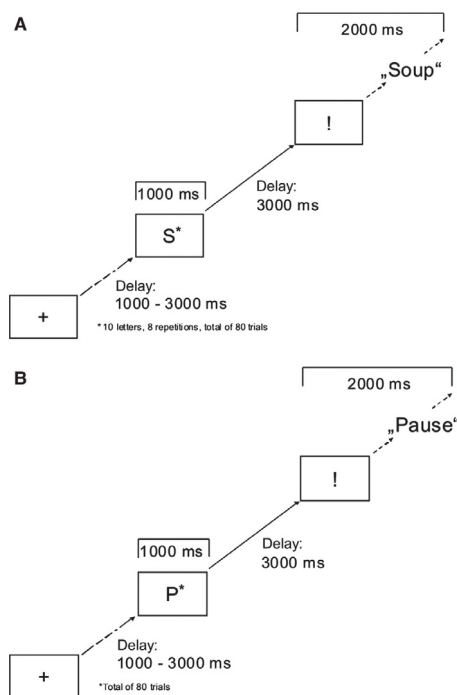 A
2000 ms
„Soup“
!
1000 ms
Delay:
3000 ms
S*
Delay:
1000 - 3000 ms
+
* 10 letters, 8 repetitions, total of 80 trials
B
2000 ms
„Pause“
!
1000 ms
Delay:
3000 ms
P*
Delay:
1000 - 3000 ms
+
*Total of 80 trials